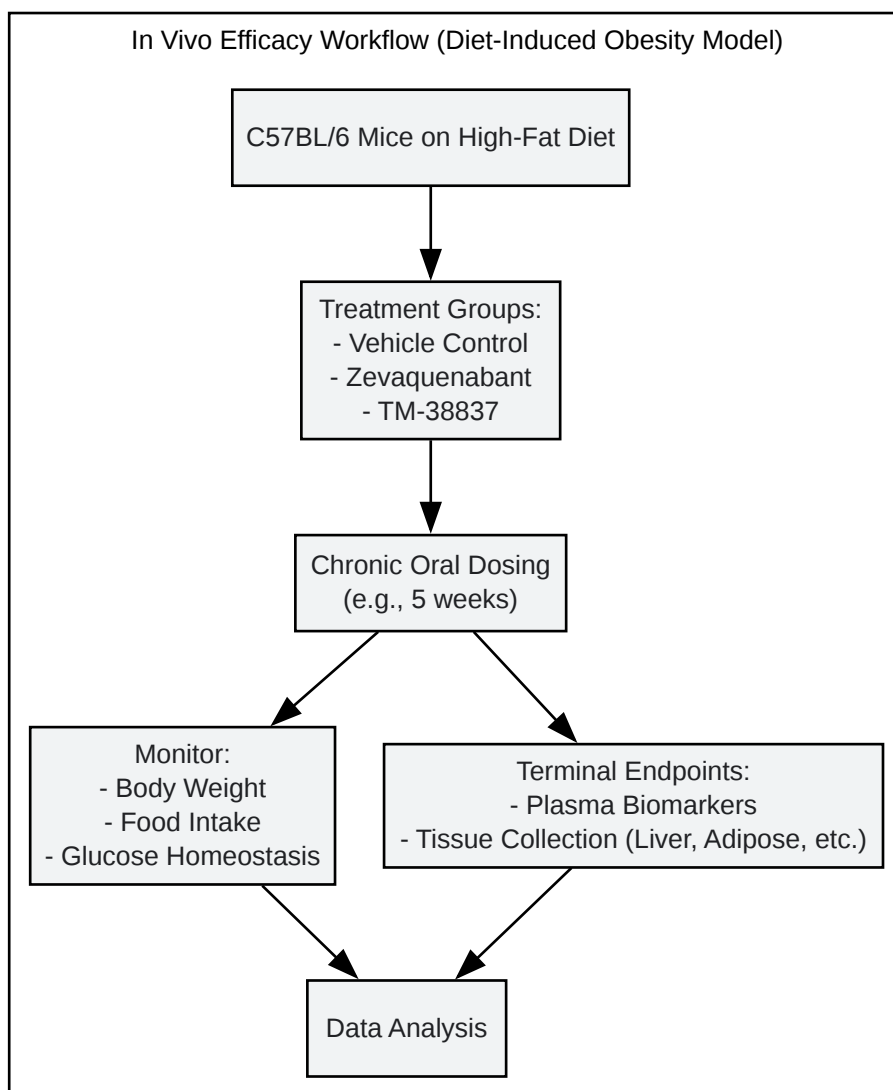 In Vivo Efficacy Workflow (Diet-Induced Obesity Model)
C57BL/6 Mice on High-Fat Diet
Treatment Groups:
- Vehicle Control
- Zevaquenabant
- TM-38837
Chronic Oral Dosing
(e.g., 5 weeks)
Monitor:
- Body Weight
- Food Intake
- Glucose Homeostasis
Terminal Endpoints:
- Plasma Biomarkers
- Tissue Collection (Liver, Adipose, etc.)
Data Analysis